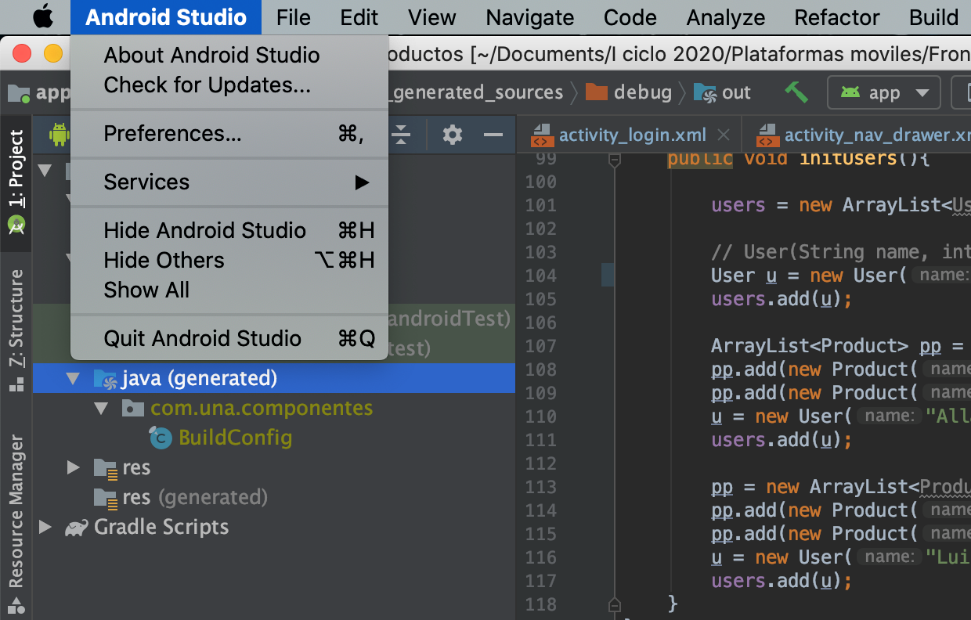 Android Studio File Edit View Navigate Code Analyze Refactor Build
About Android Studio
Check for Updates...
Preferences... ⌘,
Services ▶
Hide Android Studio ⌘H
Hide Others ⌥⌘H
Show All
Quit Android Studio ⌘Q
oductos [~/Documents/I ciclo 2020/Plataformas moviles/Fron
app
_generated_sources debug out app
1: Project
Z: Structure
Resource Manager
androidTest)
test)
java (generated)
com.una.componentes
BuildConfig
res
res (generated)
Gradle Scripts
activity_login.xml activity_nav_drawer.xm
99 public void initUsers(){
100
101 users = new ArrayList<Us
102
103 // User(String name, int
104 User u = new User( name:
105 users.add(u);
106
107 ArrayList<Product> pp =
108 pp.add(new Product( name
109 pp.add(new Product( name
110 u = new User( name: "All
111 users.add(u);
112
113 pp = new ArrayList<Produ
114 pp.add(new Product( name
115 pp.add(new Product( name
116 u = new User( name: "Lui
117 users.add(u);
118 }